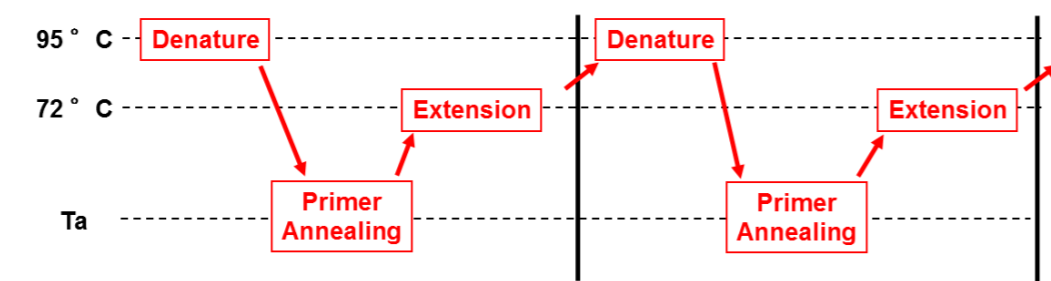 95 ° C
Denature
Denature
72 ° C
Extension
Extension
Ta
Primer
Annealing
Primer
Annealing